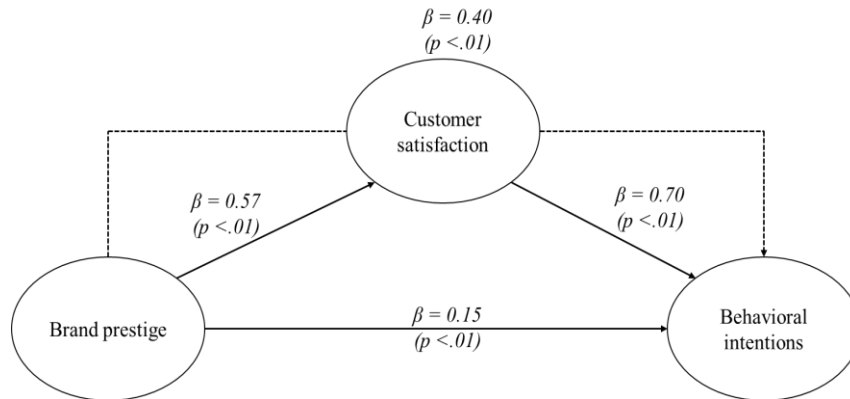 β = 0.40
(p <.01)
Customer
satisfaction
β = 0.57
(p <.01)
β = 0.70
(p <.01)
Brand prestige
β = 0.15
(p <.01)
Behavioral
intentions